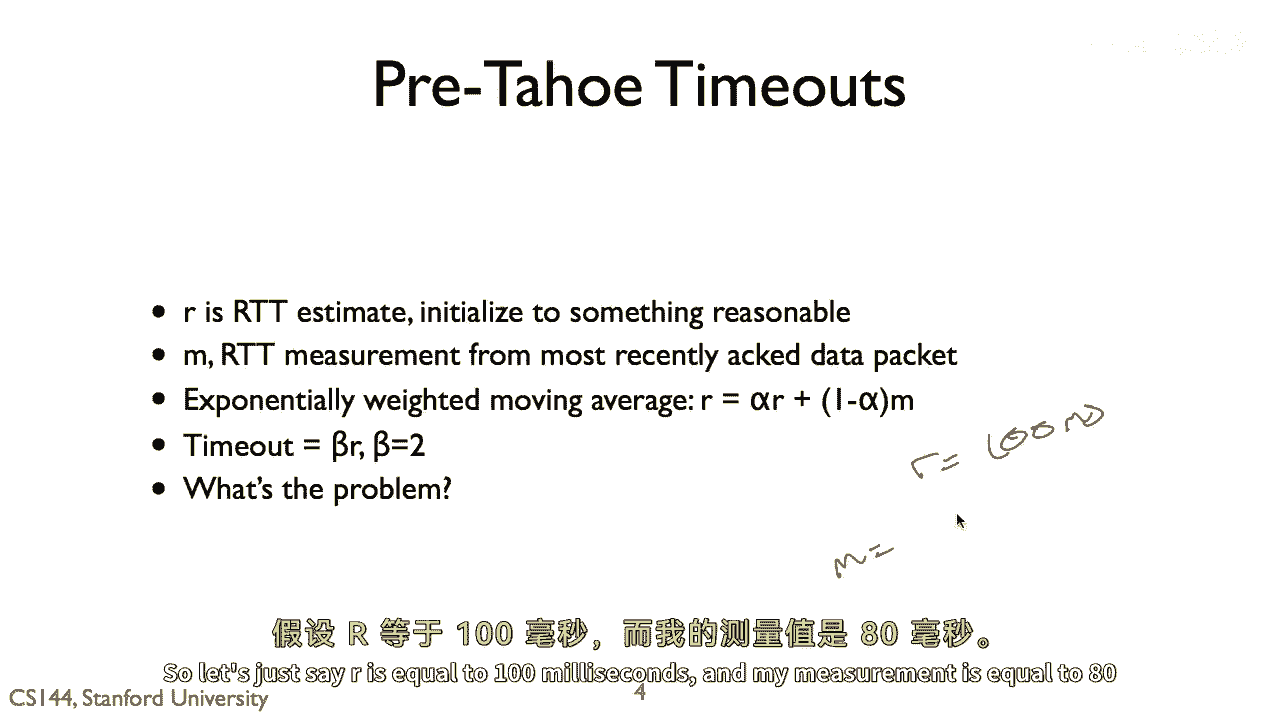 Pre-Tahoe Timeouts
• r is RTT estimate, initialize to something reasonable
• m, RTT measurement from most recently acked data packet
• Exponentially weighted moving average: r = αr + (1-α)m
• Timeout = βr, β=2
• What's the problem?
r= 100 m
m=
假设 R 等于 100 毫秒，而我的测量值是 80 毫秒。
So let's just say r is equal to 100 milliseconds, and my measurement is equal to 80
CS144, Stanford University
4